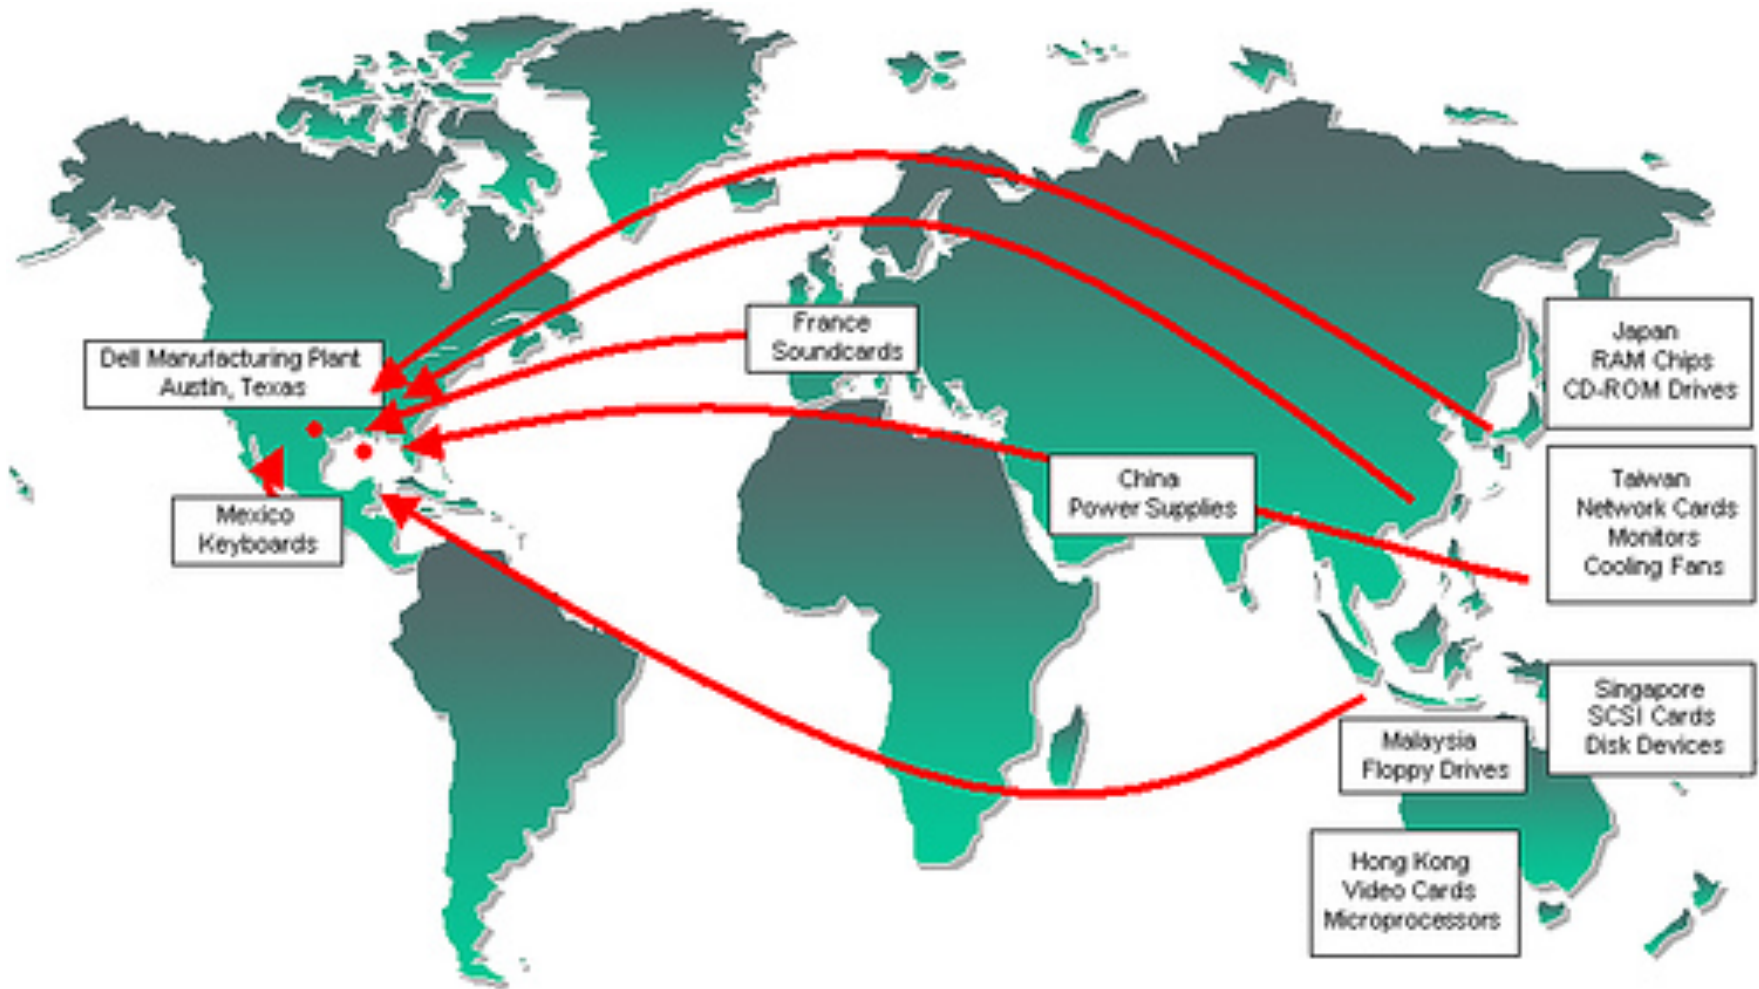 Dell Manufacturing Plant
Austin, Texas
Mexico
Keyboards
France
Soundcards
China
Power Supplies
Japan
RAM Chips
CD-ROM Drives
Taiwan
Network Cards
Monitors
Cooling Fans
Singapore
SCSI Cards
Disk Devices
Malaysia
Floppy Drives
Hong Kong
Video Cards
Microprocessors